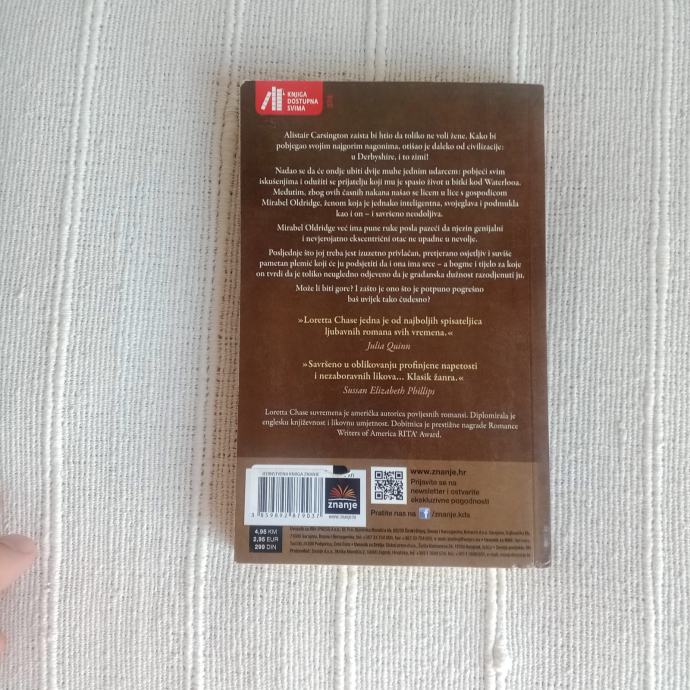 KNJIGA
DOSTUPNA
SVIMA
Alistair Carsington zaista bi htio da toliko ne voli žene. Kako bi
pobjegao svojim najgorim nagonima, otišao je daleko od civilizacije:
u Derbyshire, i to zimi!
Nadao se da će ondje ubiti dvije muhe jednim udarcem: pobjeći svim
iskušenjima i odužiti se prijatelju koji mu je spasio život u bitki kod Waterlooa.
Međutim, zbog ovih časnih nakana našao se licem u lice s gospođicom
Mirabel Oldridge, ženom koja je jednako inteligentna, svojeglava i podmukla
kao i on – i savršeno neodoljiva.
Mirabel Oldridge već ima pune ruke posla pazeći da njezin genijalni
i nevjerojatno ekscentrični otac ne upadne u nevolje.
Posljednje što joj treba jest izuzetno privlačan, pretjerano osjetljiv i suviše
pametan plemić koji će ju podsjetiti da i ona ima srce – a bogme i tijelo za koje
on tvrdi da je toliko neugledno odjeveno da je građanska dužnost razodjenuti ju.
Može li biti gore? I zašto je ono što je potpuno pogrešno
baš uvijek tako čudesno?
»Loretta Chase jedna je od najboljih spisateljica
ljubavnih romana svih vremena.«
Julia Quinn
»Savršeno u oblikovanju profinjene napetosti
i nezaboravnih likova... Klasik žanra.«
Sussan Elizabeth Phillips
Loretta Chase suvremena je američka autorica povijesnih romansi. Diplomirala je
englesku književnost i likovnu umjetnost. Dobitnica je prestižne nagrade Romance
Writers of America RITA® Award.
KNJIGA ZNANJE
znanje
www.znanje.hr
www.znanje.hr
Prijavite se na
newsletter i ostvarite
ekskluzivne pogodnosti
Pratite nas na f /znanje.kds
3 859892 879037
4,95 KM
2,95 EUR
299 DIN